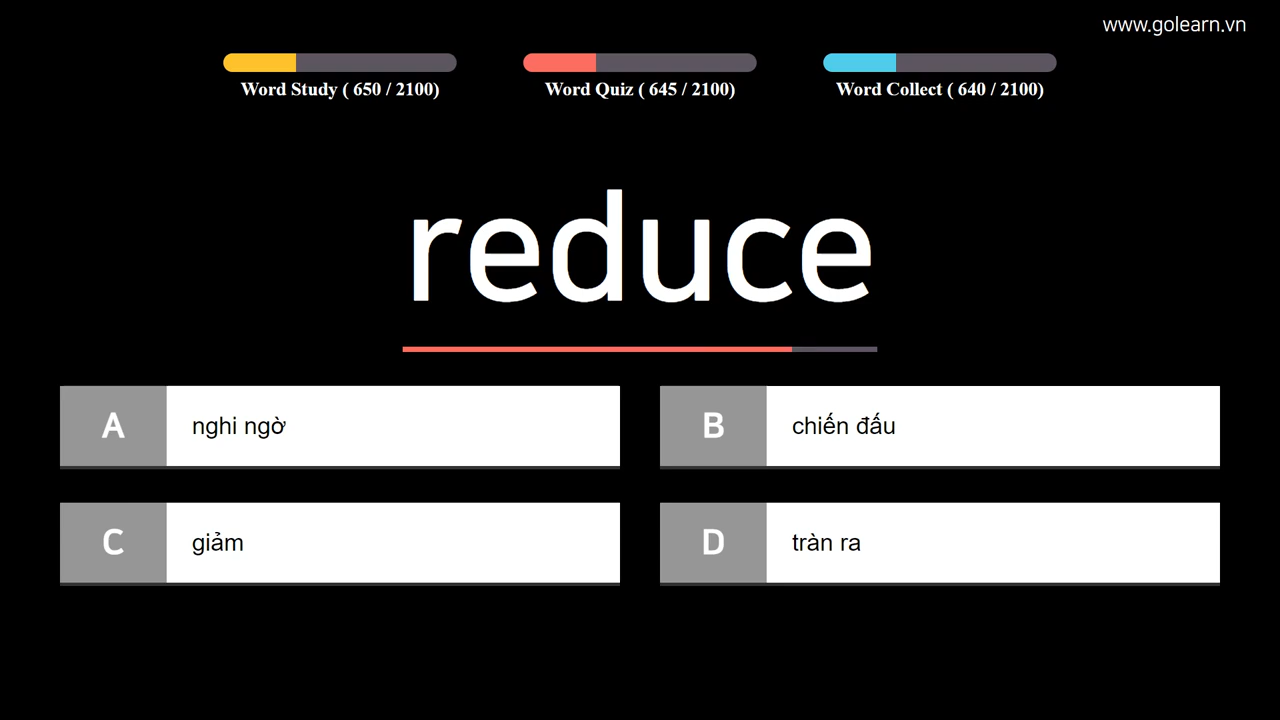 www.golearn.vn
Word Study ( 650 / 2100)
Word Quiz ( 645 / 2100)
Word Collect ( 640 / 2100)
reduce
A nghi ngờ
B chiến đấu
C giảm
D tràn ra